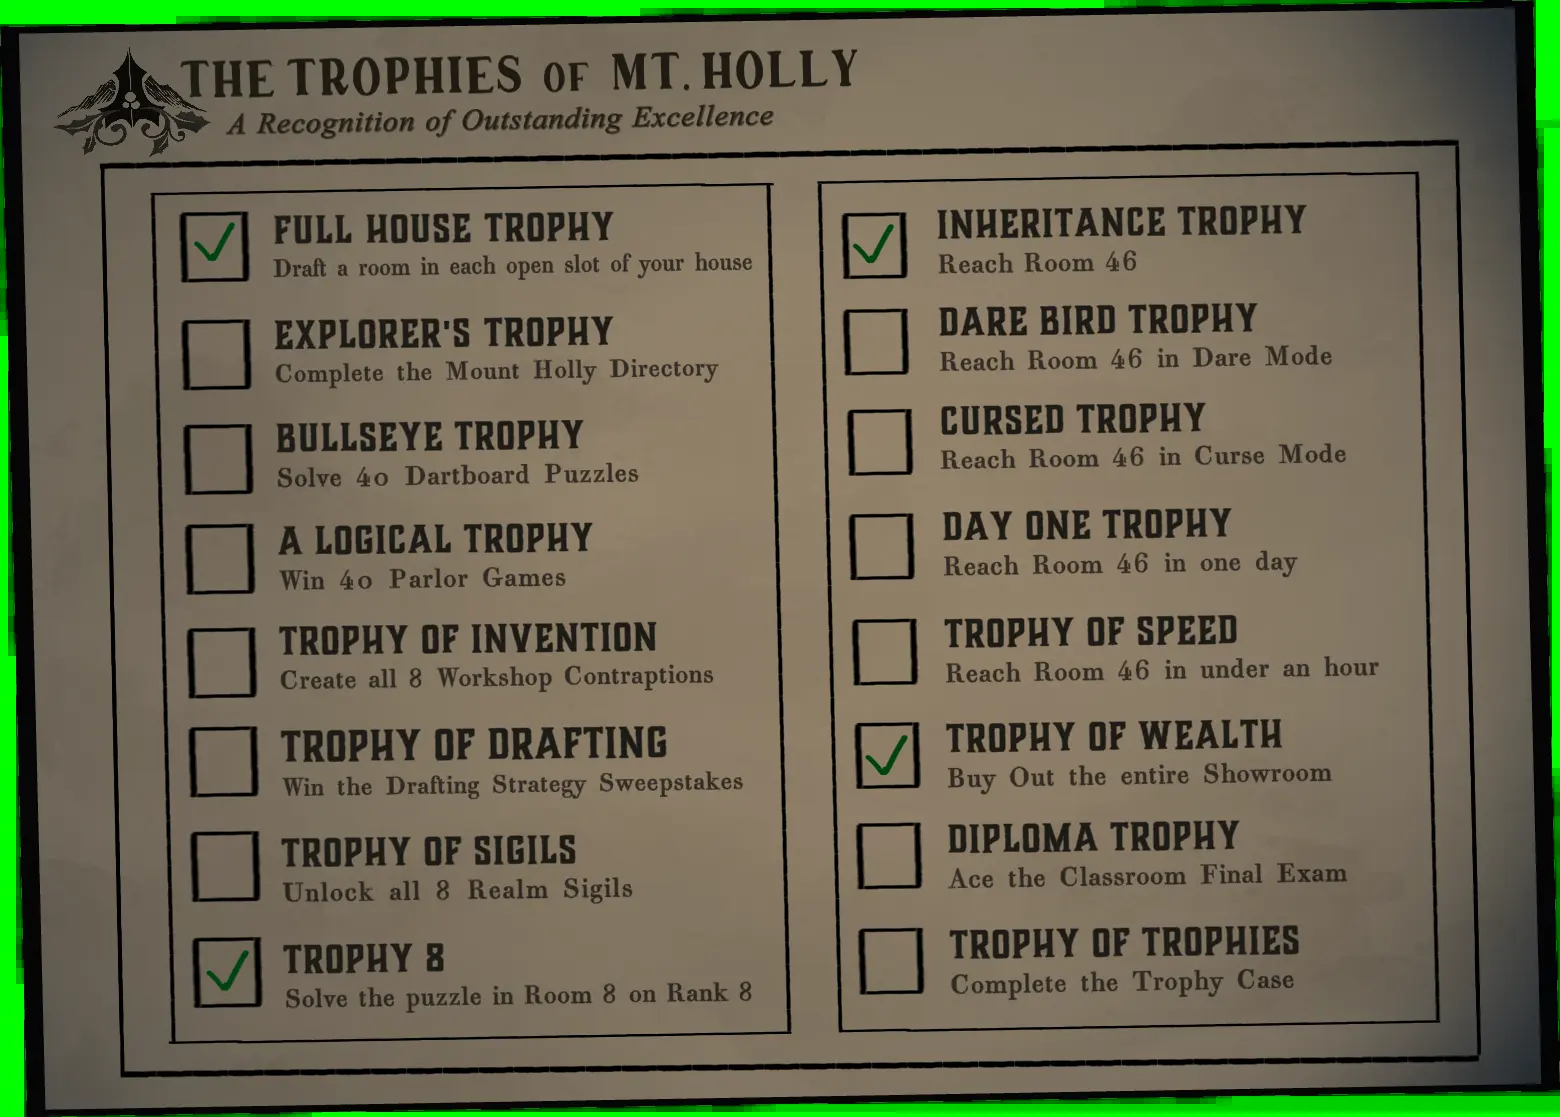 THE TROPHIES OF MT. HOLLY
A Recognition of Outstanding Excellence
FULL HOUSE TROPHY
Draft a room in each open slot of your house
EXPLORER'S TROPHY
Complete the Mount Holly Directory
BULLSEYE TROPHY
Solve 40 Dartboard Puzzles
A LOGICAL TROPHY
Win 40 Parlor Games
TROPHY OF INVENTION
Create all 8 Workshop Contraptions
TROPHY OF DRAFTING
Win the Drafting Strategy Sweepstakes
TROPHY OF SIGILS
Unlock all 8 Realm Sigils
TROPHY 8
Solve the puzzle in Room 8 on Rank 8
INHERITANCE TROPHY
Reach Room 46
DARE BIRD TROPHY
Reach Room 46 in Dare Mode
CURSED TROPHY
Reach Room 46 in Curse Mode
DAY ONE TROPHY
Reach Room 46 in one day
TROPHY OF SPEED
Reach Room 46 in under an hour
TROPHY OF WEALTH
Buy Out the entire Showroom
DIPLOMA TROPHY
Ace the Classroom Final Exam
TROPHY OF TROPHIES
Complete the Trophy Case